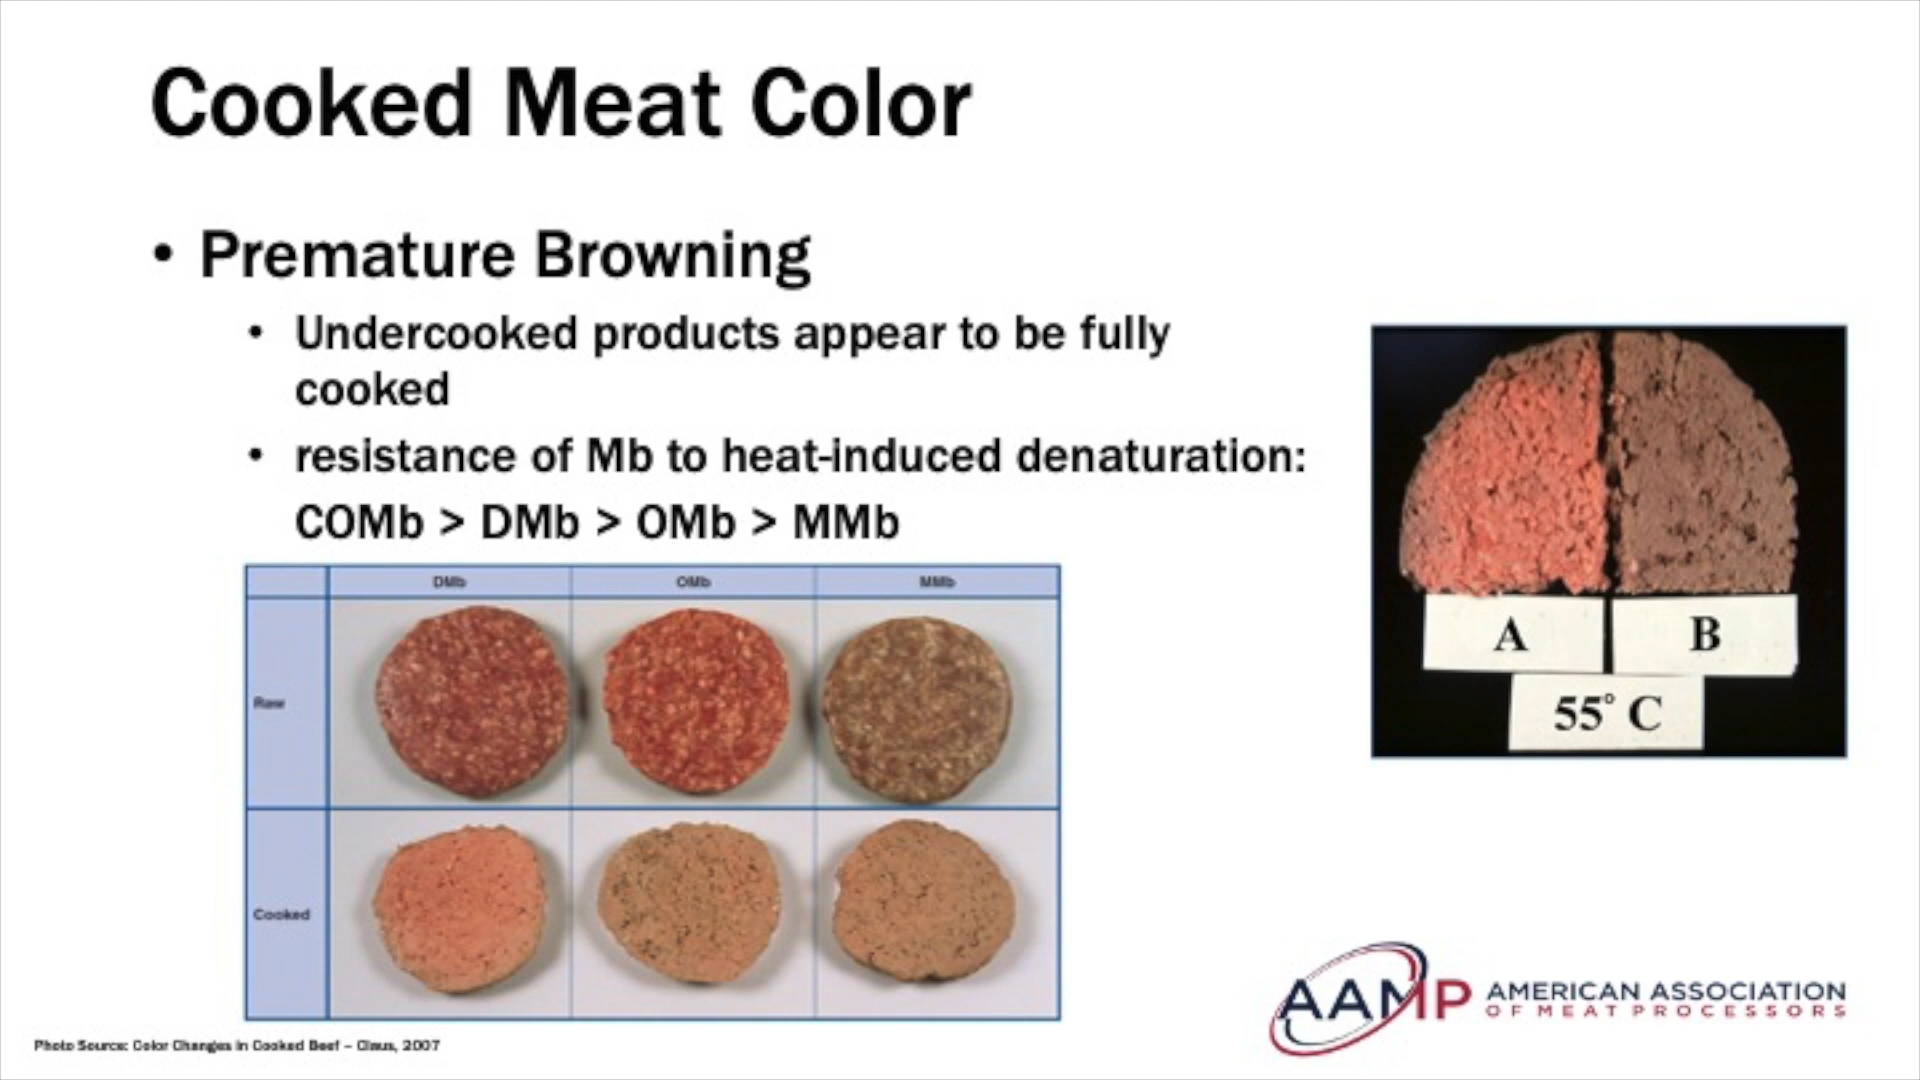 Cooked Meat Color
• Premature Browning
• Undercooked products appear to be fully
cooked
• resistance of Mb to heat-induced denaturation:
COMb > DMb > OMb > MMb
DMb OMb MMb
Raw
Cooked
A B
55° C
AAMP AMERICAN ASSOCIATION
OF MEAT PROCESSORS
Photo Source: Color Changes in Cooked Beef – Claus, 2007